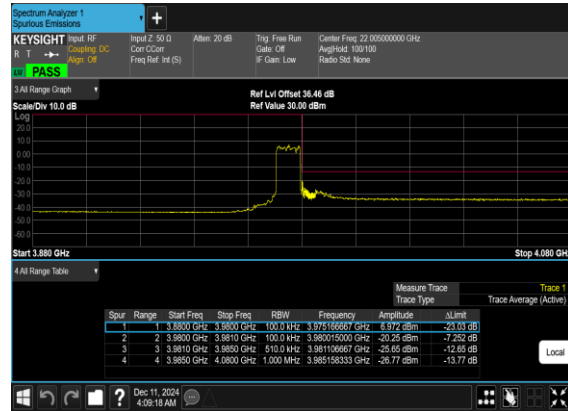 Spectrum Analyzer 1
Spurious Emissions
+
KEYSIGHT Input: RF Input Z: 50 Ω Atten: 20 dB Trig: Free Run Center Freq: 22.005000000 GHz
R T Coupling: DC Corr CCorr Gate: Off Avg|Hold: 100/100
Align: Off Freq Ref: Int (S) IF Gain: Low Radio Std: None
LW PASS
3 All Range Graph
Ref Lvl Offset 36.46 dB
Scale/Div 10.0 dB Ref Value 30.00 dBm
Log
20.0
10.0
0.00
-10.0
-20.0
-30.0
-40.0
-50.0
-60.0
Start 3.880 GHz Stop 4.080 GHz
4 All Range Table
Measure Trace Trace 1
Trace Type Trace Average (Active)
Spur Range Start Freq Stop Freq RBW Frequency Amplitude ΔLimit
1 1 3.8800 GHz 3.9800 GHz 100.0 kHz 3.975166667 GHz 6.972 dBm -23.03 dB
2 2 3.9800 GHz 3.9810 GHz 100.0 kHz 3.980015000 GHz -20.25 dBm -7.252 dB
3 3 3.9810 GHz 3.9850 GHz 510.0 kHz 3.981106667 GHz -25.65 dBm -12.65 dB
4 4 3.9850 GHz 4.0800 GHz 1.000 MHz 3.985158333 GHz -26.77 dBm -13.77 dB
Local
? Dec 11, 2024
4:09:18 AM